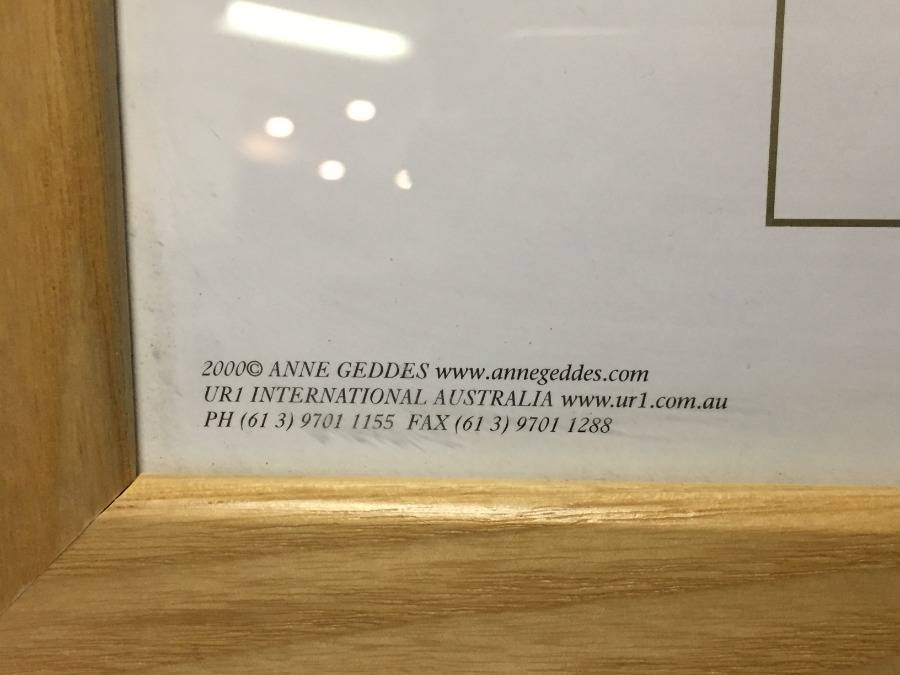 2000© ANNE GEDDES www.annegeddes.com
UR1 INTERNATIONAL AUSTRALIA www.ur1.com.au
PH (61 3) 9701 1155 FAX (61 3) 9701 1288